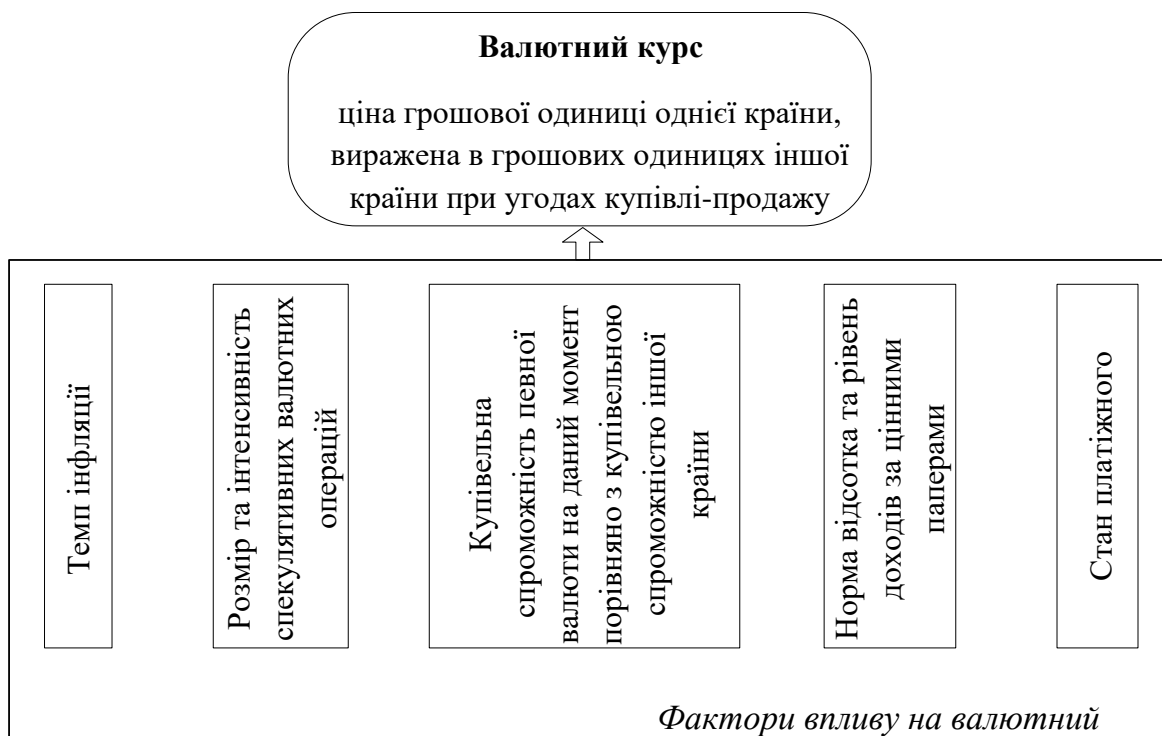 Валютний курс
ціна грошової одиниці однієї країни,
виражена в грошових одиницях іншої
країни при угодах купівлі-продажу
Темп інфляції
Розмір та інтенсивність
спекулятивних валютних
операцій
Купівельна
спроможність певної
валюти на даний момент
порівняно з купівельною
спроможністю іншої
країни
Норма відсотка та рівень
доходів за цінними
паперами
Стан платіжного
Фактори впливу на валютний